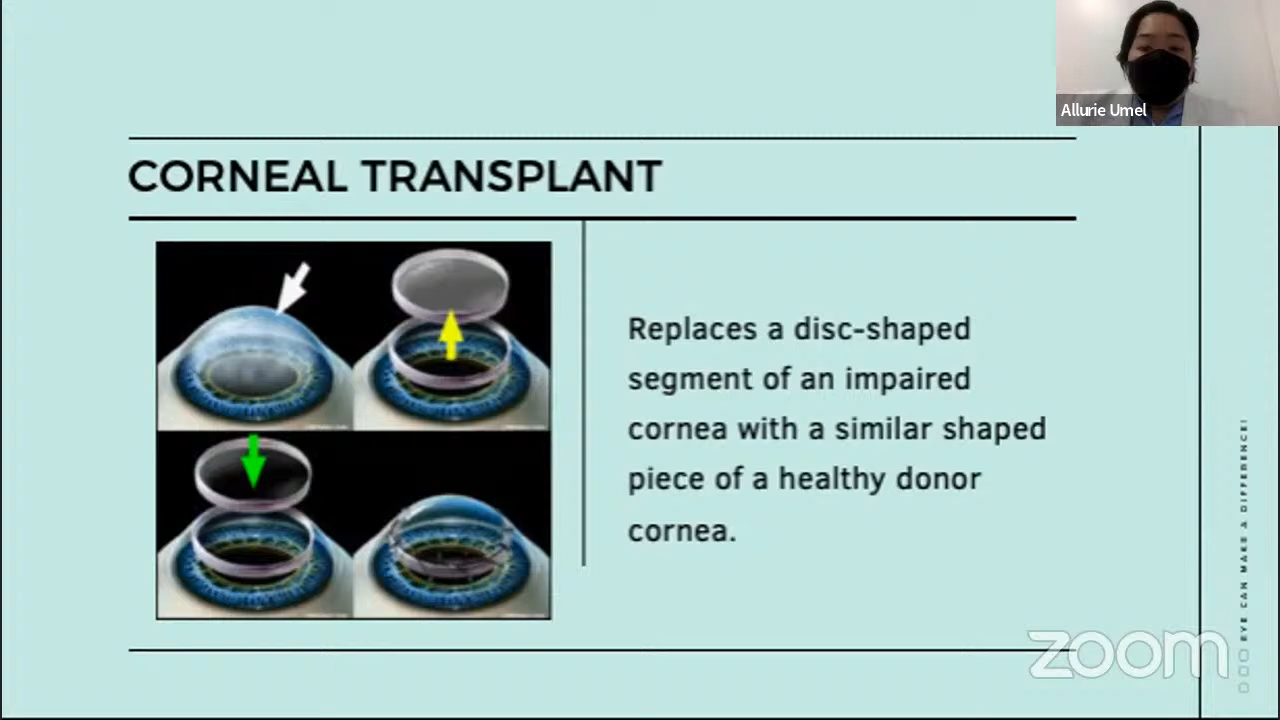 Allurie Umel
CORNEAL TRANSPLANT
Replaces a disc-shaped
segment of an impaired
cornea with a similar shaped
piece of a healthy donor
cornea.
EYE CAN MAKE A DIFFERENCE!
zoom